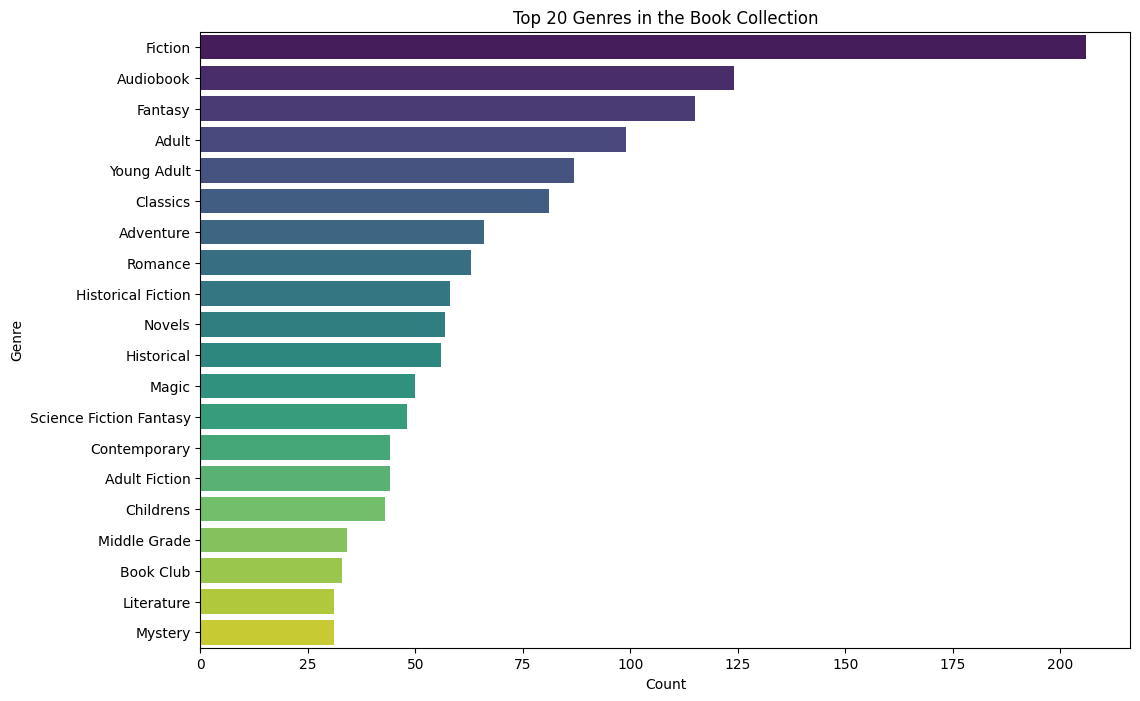 Top 20 Genres in the Book Collection
Genre
Fiction
Audiobook
Fantasy
Adult
Young Adult
Classics
Adventure
Romance
Historical Fiction
Novels
Historical
Magic
Science Fiction Fantasy
Contemporary
Adult Fiction
Childrens
Middle Grade
Book Club
Literature
Mystery
0 25 50 75 100 125 150 175 200
Count